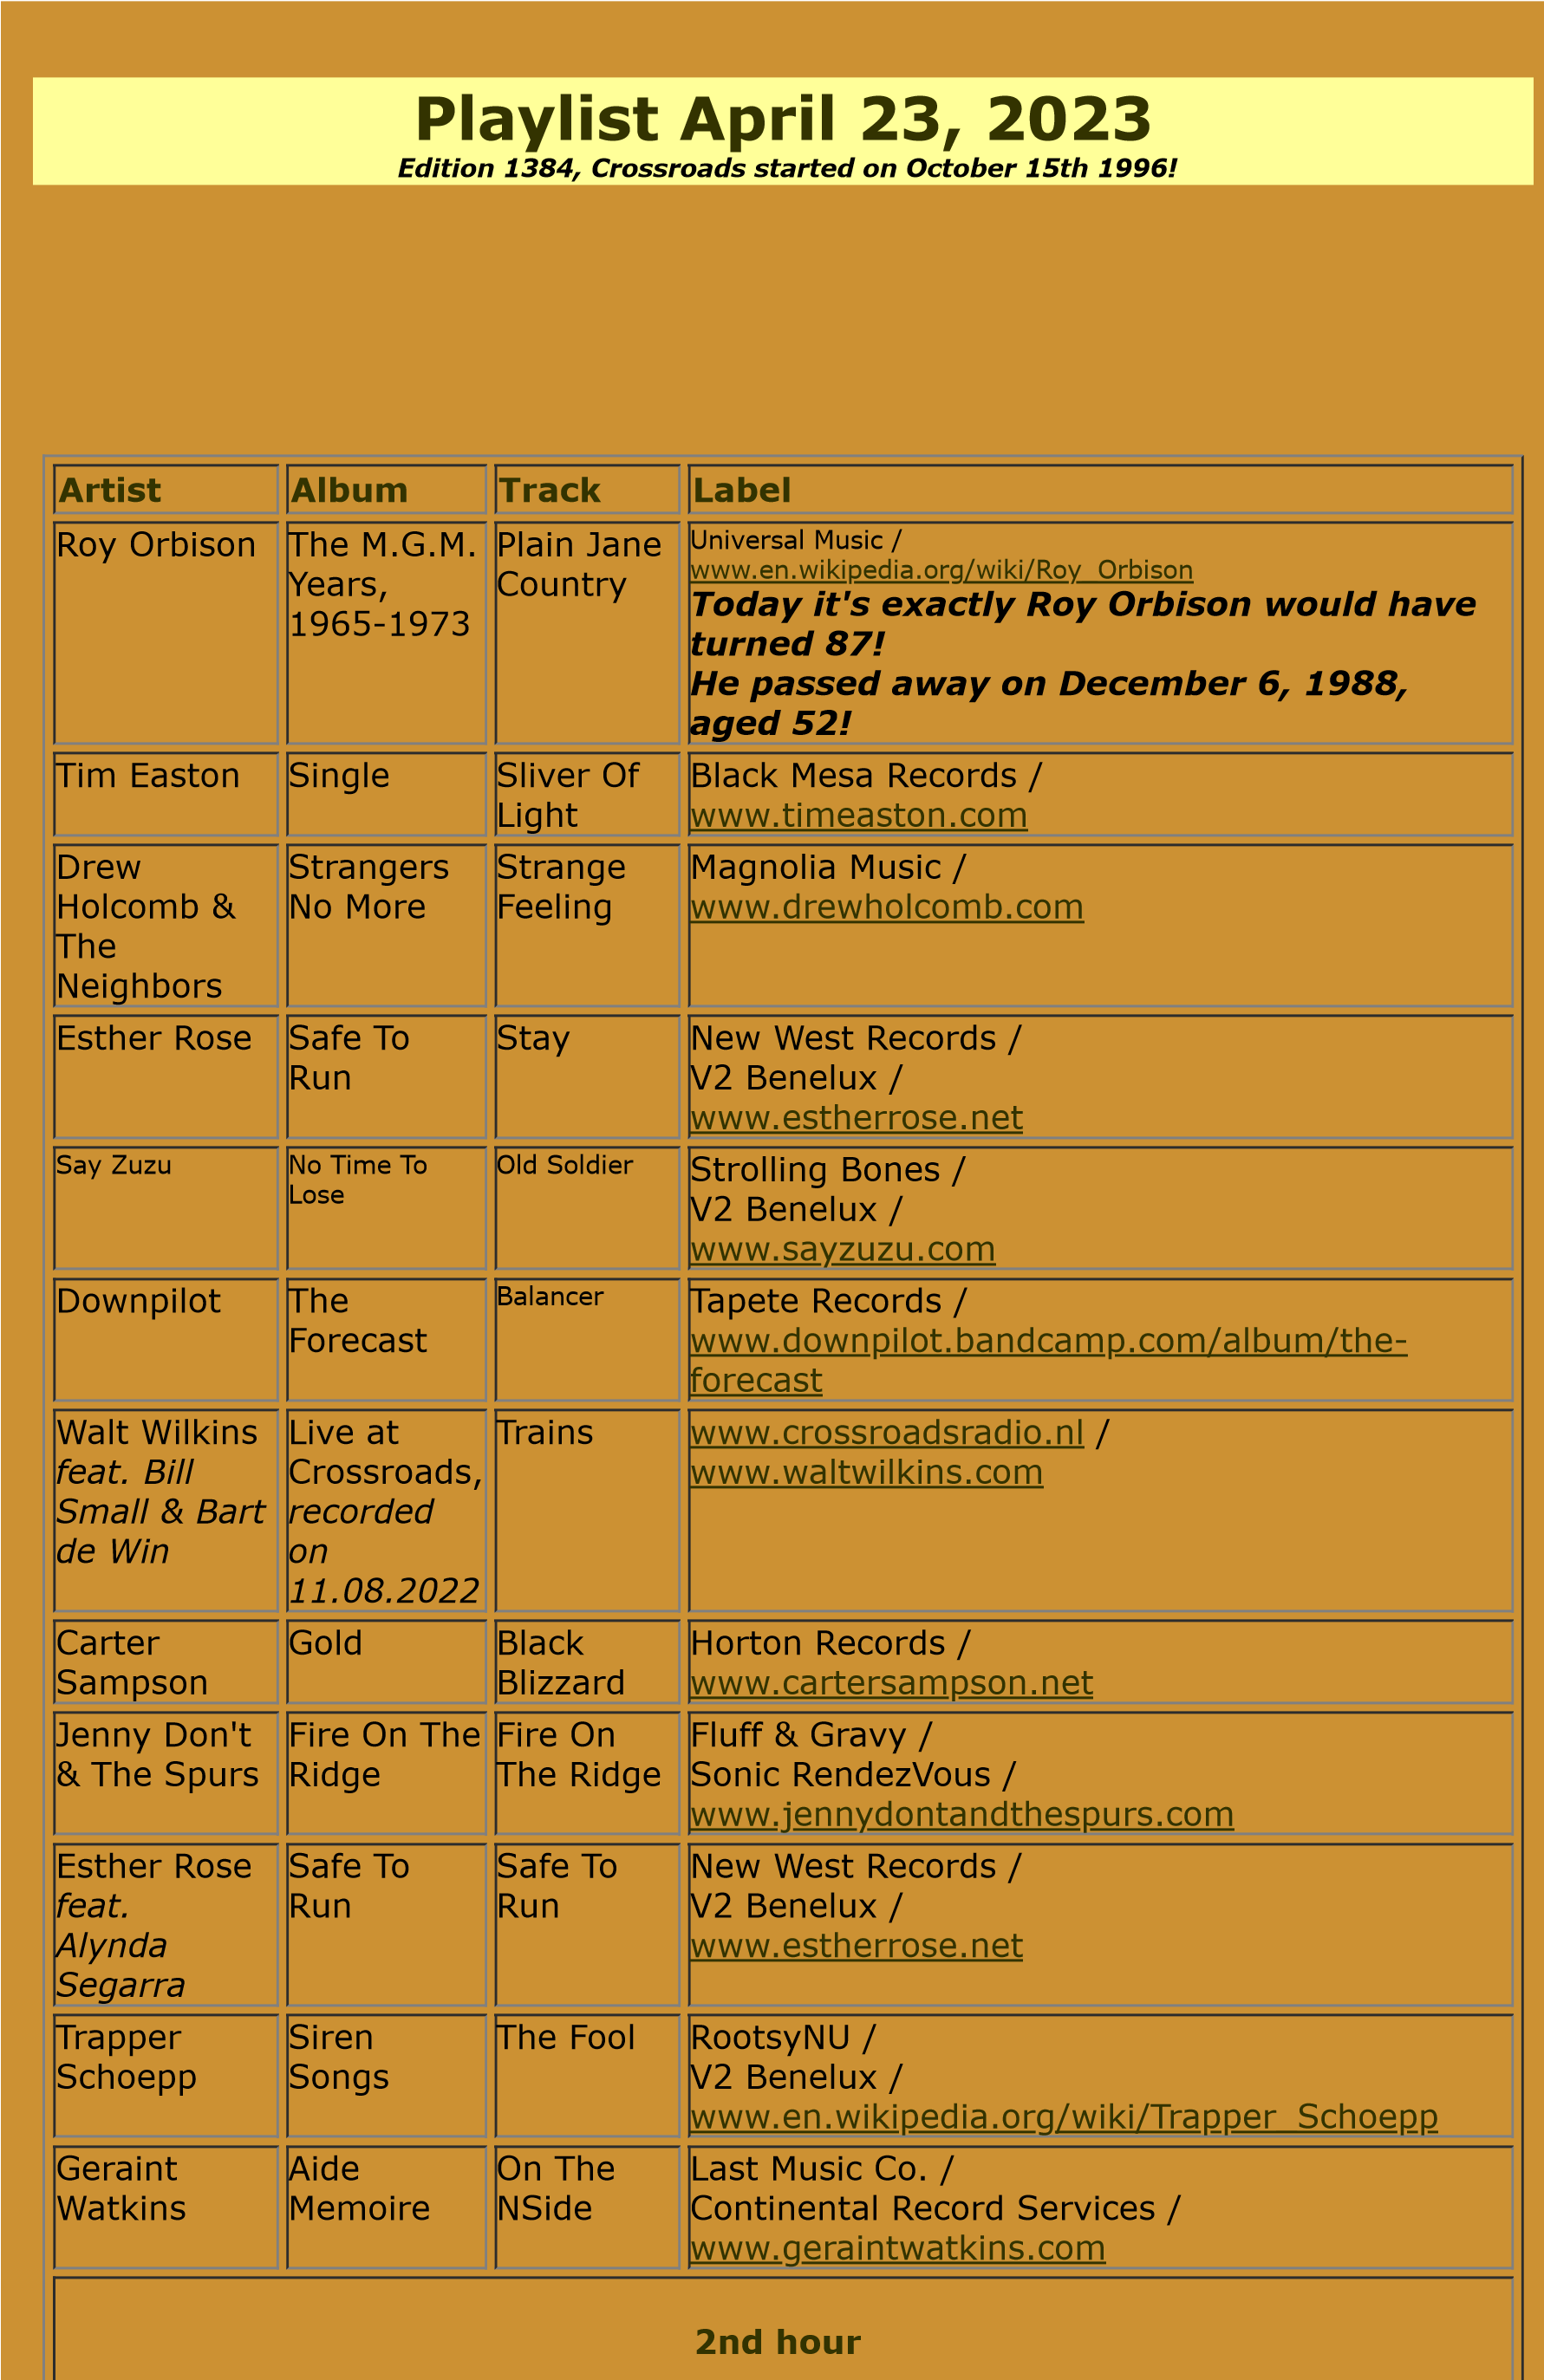 Playlist April 23, 2023
Edition 1384, Crossroads started on October 15th 1996!
Artist
Album
Track
Label
Roy Orbison
The M.G.M.
Years,
1965-1973
Plain Jane
Country
Universal Music /
www.en.wikipedia.org/wiki/Roy_Orbison
Today it's exactly Roy Orbison would have
turned 87!
He passed away on December 6, 1988,
aged 52!
Tim Easton
Single
Sliver Of
Light
Black Mesa Records /
www.timeaston.com
Drew
Holcomb &
The
Neighbors
Strangers
No More
Strange
Feeling
Magnolia Music /
www.drewholcomb.com
Esther Rose
Safe To
Run
Stay
New West Records /
V2 Benelux /
www.estherrose.net
Say Zuzu
No Time To
Lose
Old Soldier
Strolling Bones /
V2 Benelux /
www.sayzuzu.com
Downpilot
The
Forecast
Balancer
Tapete Records /
www.downpilot.bandcamp.com/album/the-
forecast
Walt Wilkins
feat. Bill
Small & Bart
de Win
Live at
Crossroads,
recorded
on
11.08.2022
Trains
www.crossroadsradio.nl /
www.waltwilkins.com
Carter
Sampson
Gold
Black
Blizzard
Horton Records /
www.cartersampson.net
Jenny Don't
& The Spurs
Fire On The
Ridge
Fire On
The Ridge
Fluff & Gravy /
Sonic RendezVous /
www.jennydontandthespurs.com
Esther Rose
feat.
Alynda
Segarra
Safe To
Run
Safe To
Run
New West Records /
V2 Benelux /
www.estherrose.net
Trapper
Schoepp
Siren
Songs
The Fool
RootsyNU /
V2 Benelux /
www.en.wikipedia.org/wiki/Trapper_Schoepp
Geraint
Watkins
Aide
Memoire
On The
NSide
Last Music Co. /
Continental Record Services /
www.geraintwatkins.com
2nd hour